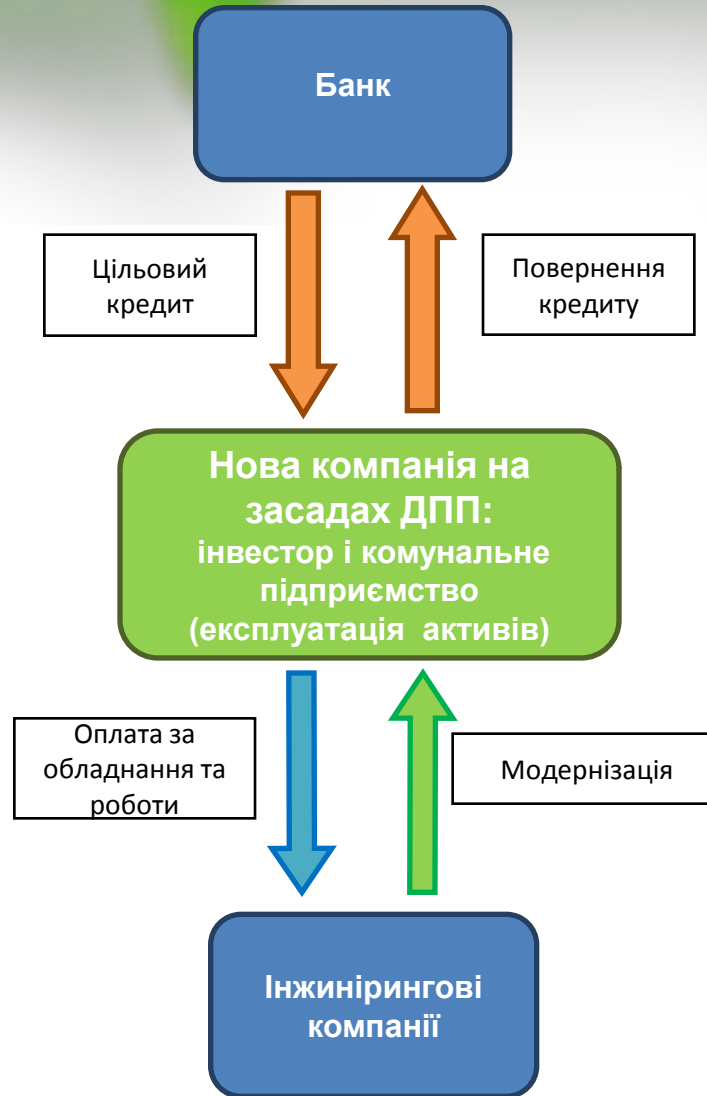 Банк
Цільовий
кредит
Повернення
кредиту
Нова компанія на
засадах ДПП:
інвестор і комунальне
підприємство
(експлуатація активів)
Оплата за
обладнання та
роботи
Модернізація
Інжинірингові
компанії